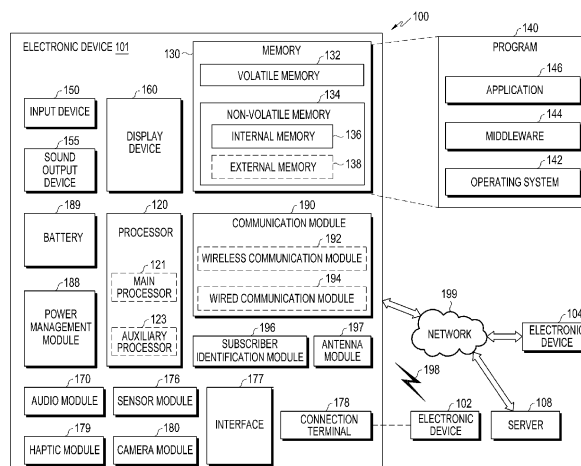 100
ELECTRONIC DEVICE 101
130
MEMORY
132
VOLATILE MEMORY
134
NON-VOLATILE MEMORY
INTERNAL MEMORY
136
EXTERNAL MEMORY
138
140
PROGRAM
146
APPLICATION
144
MIDDLEWARE
142
OPERATING SYSTEM
150
INPUT DEVICE
160
DISPLAY
DEVICE
155
SOUND
OUTPUT
DEVICE
189
BATTERY
120
PROCESSOR
121
MAIN
PROCESSOR
123
AUXILIARY
PROCESSOR
190
COMMUNICATION MODULE
192
WIRELESS COMMUNICATION MODULE
194
WIRED COMMUNICATION MODULE
188
POWER
MANAGEMENT
MODULE
196
SUBSCRIBER
IDENTIFICATION MODULE
197
ANTENNA
MODULE
199
NETWORK
104
ELECTRONIC
DEVICE
198
170
AUDIO MODULE
176
SENSOR MODULE
177
INTERFACE
178
CONNECTION
TERMINAL
102
ELECTRONIC
DEVICE
108
SERVER
179
HAPTIC MODULE
180
CAMERA MODULE